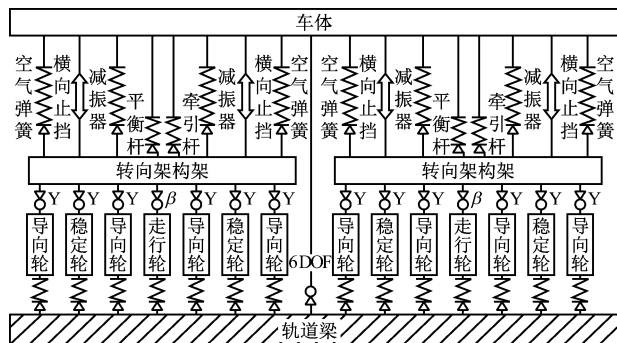 车体
空气弹簧 横向止挡 减振器 平衡杆 牵引杆 减振器 横向止挡 空气弹簧 空气弹簧 横向止挡 减振器 平衡杆 牵引杆 减振器 横向止挡 空气弹簧
转向架构架 转向架构架
γ γ γ β γ γ γ γ γ γ β γ γ γ
导向轮 稳定轮 导向轮 走行轮 导向轮 稳定轮 导向轮 6DOF 导向轮 稳定轮 导向轮 走行轮 导向轮 稳定轮 导向轮
轨道梁